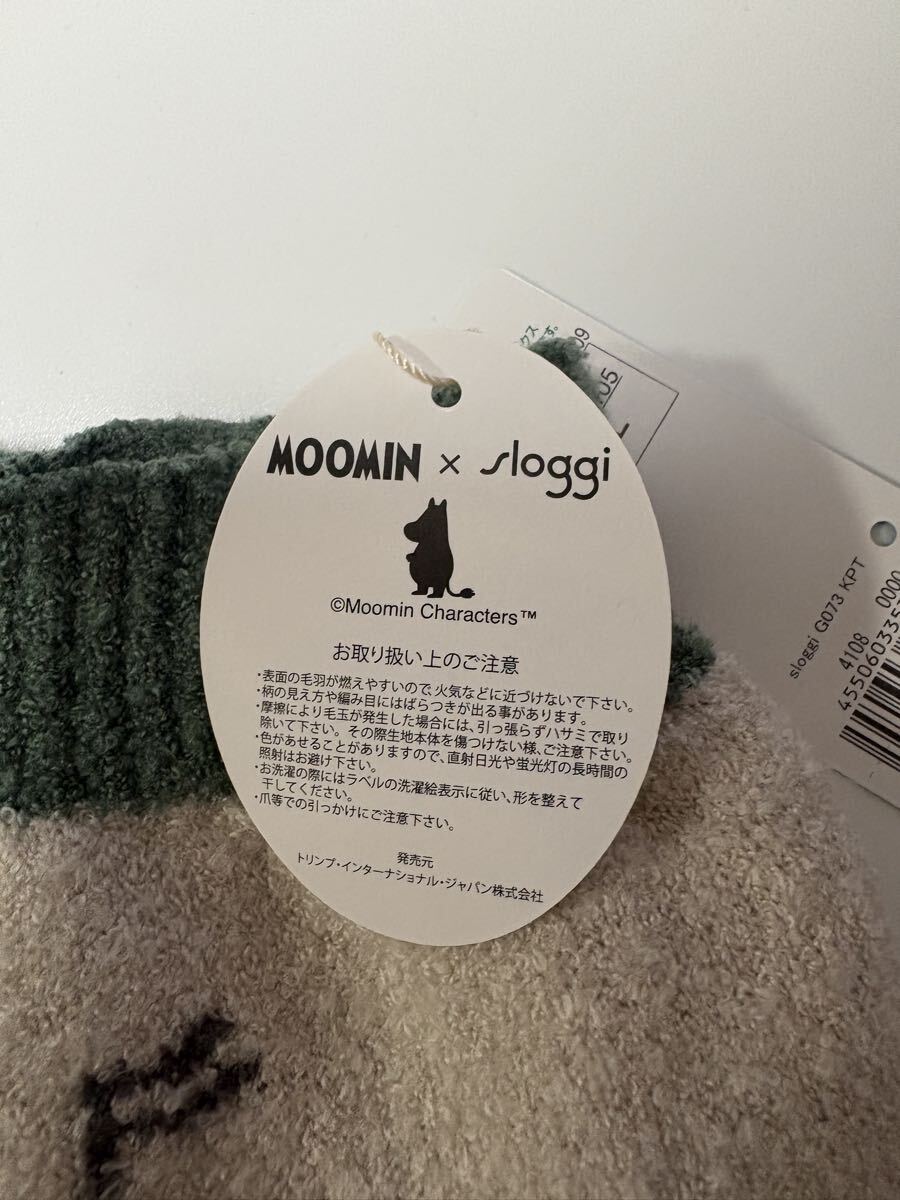 MOOMIN × sloggi
©Moomin Characters™
お取り扱い上のご注意
・表面の毛羽が燃えやすいので、火気などに近づけないで下さい。
・柄の見え方や編み目にはばらつきが出る事があります。
・摩擦により毛玉が発生した場合には、引っ張らずハサミで取り
除いて下さい。その際生地本体を傷つけない様、ご注意下さい。
・色があせることがありますので、直射日光や蛍光灯の長時間の
照射はお避け下さい。
・お洗濯の際にはラベルの洗濯絵表示に従い、形を整えて
干してください。
・爪等での引っかけにご注意下さい。
発売元
トリンプ・インターナショナル・ジャパン株式会社
sloggi G073 KPT
4108 0000